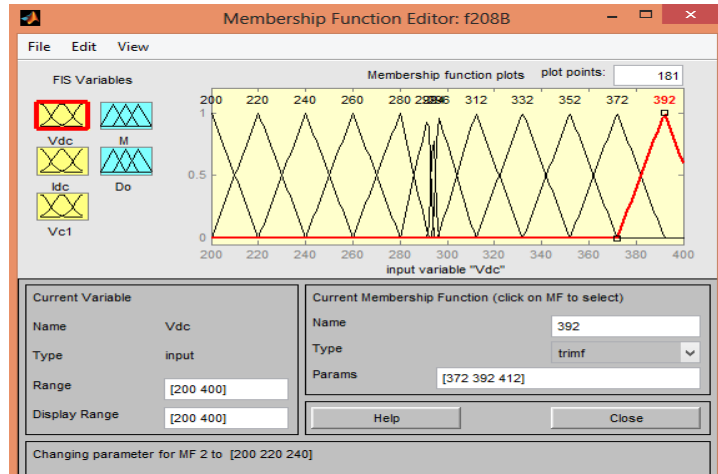 Membership Function Editor: f208B
File Edit View
FIS Variables
Vdc
M
Idc
Do
Vc1
Membership function plots
plot points:
181
200 220 240 260 280 312 332 352 372 392
1
0.5
0
200 220 240 260 280 300 320 340 360 380 400
input variable "Vdc"
Current Variable
Name Vdc
Type input
Range [200 400]
Display Range [200 400]
Current Membership Function (click on MF to select)
Name 392
Type trimf
Params [372 392 412]
Help
Close
Changing parameter for MF 2 to [200 220 240]